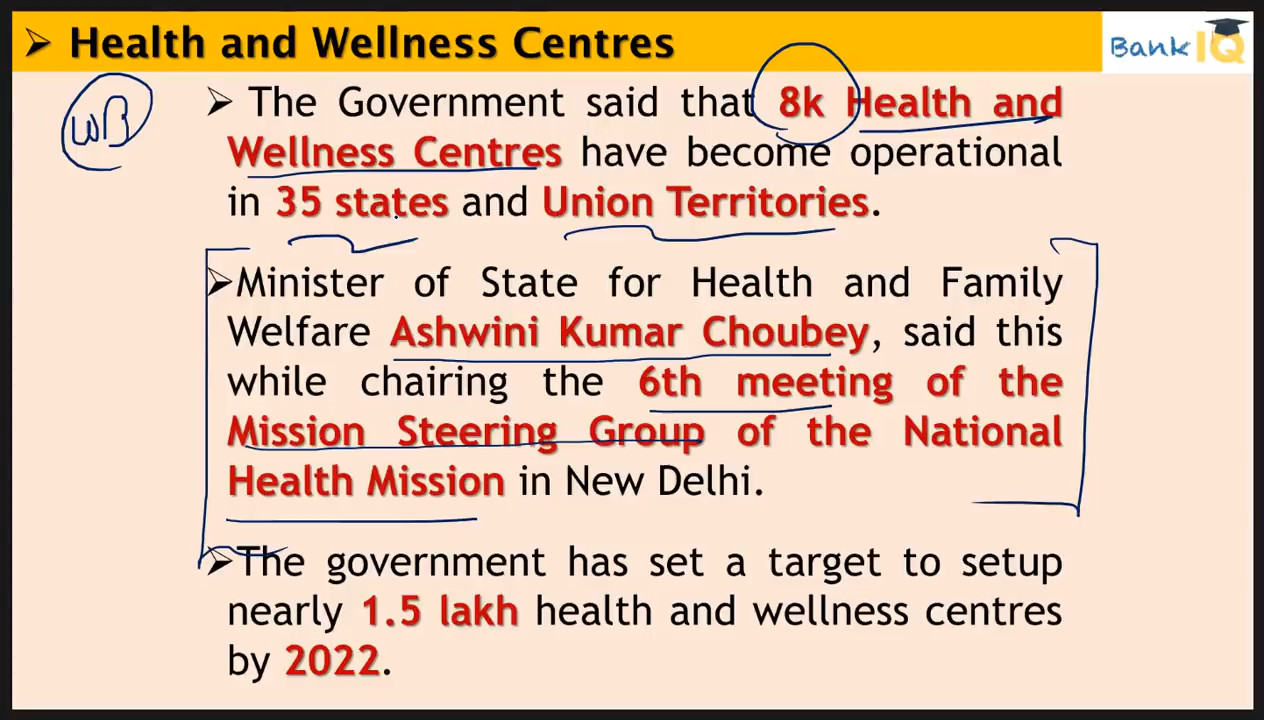 ➢ Health and Wellness Centres
Bank IQ
WB
➢ The Government said that 8k Health and
Wellness Centres have become operational
in 35 states and Union Territories.
➢Minister of State for Health and Family
Welfare Ashwini Kumar Choubey, said this
while chairing the 6th meeting of the
Mission Steering Group of the National
Health Mission in New Delhi.
➢The government has set a target to setup
nearly 1.5 lakh health and wellness centres
by 2022.